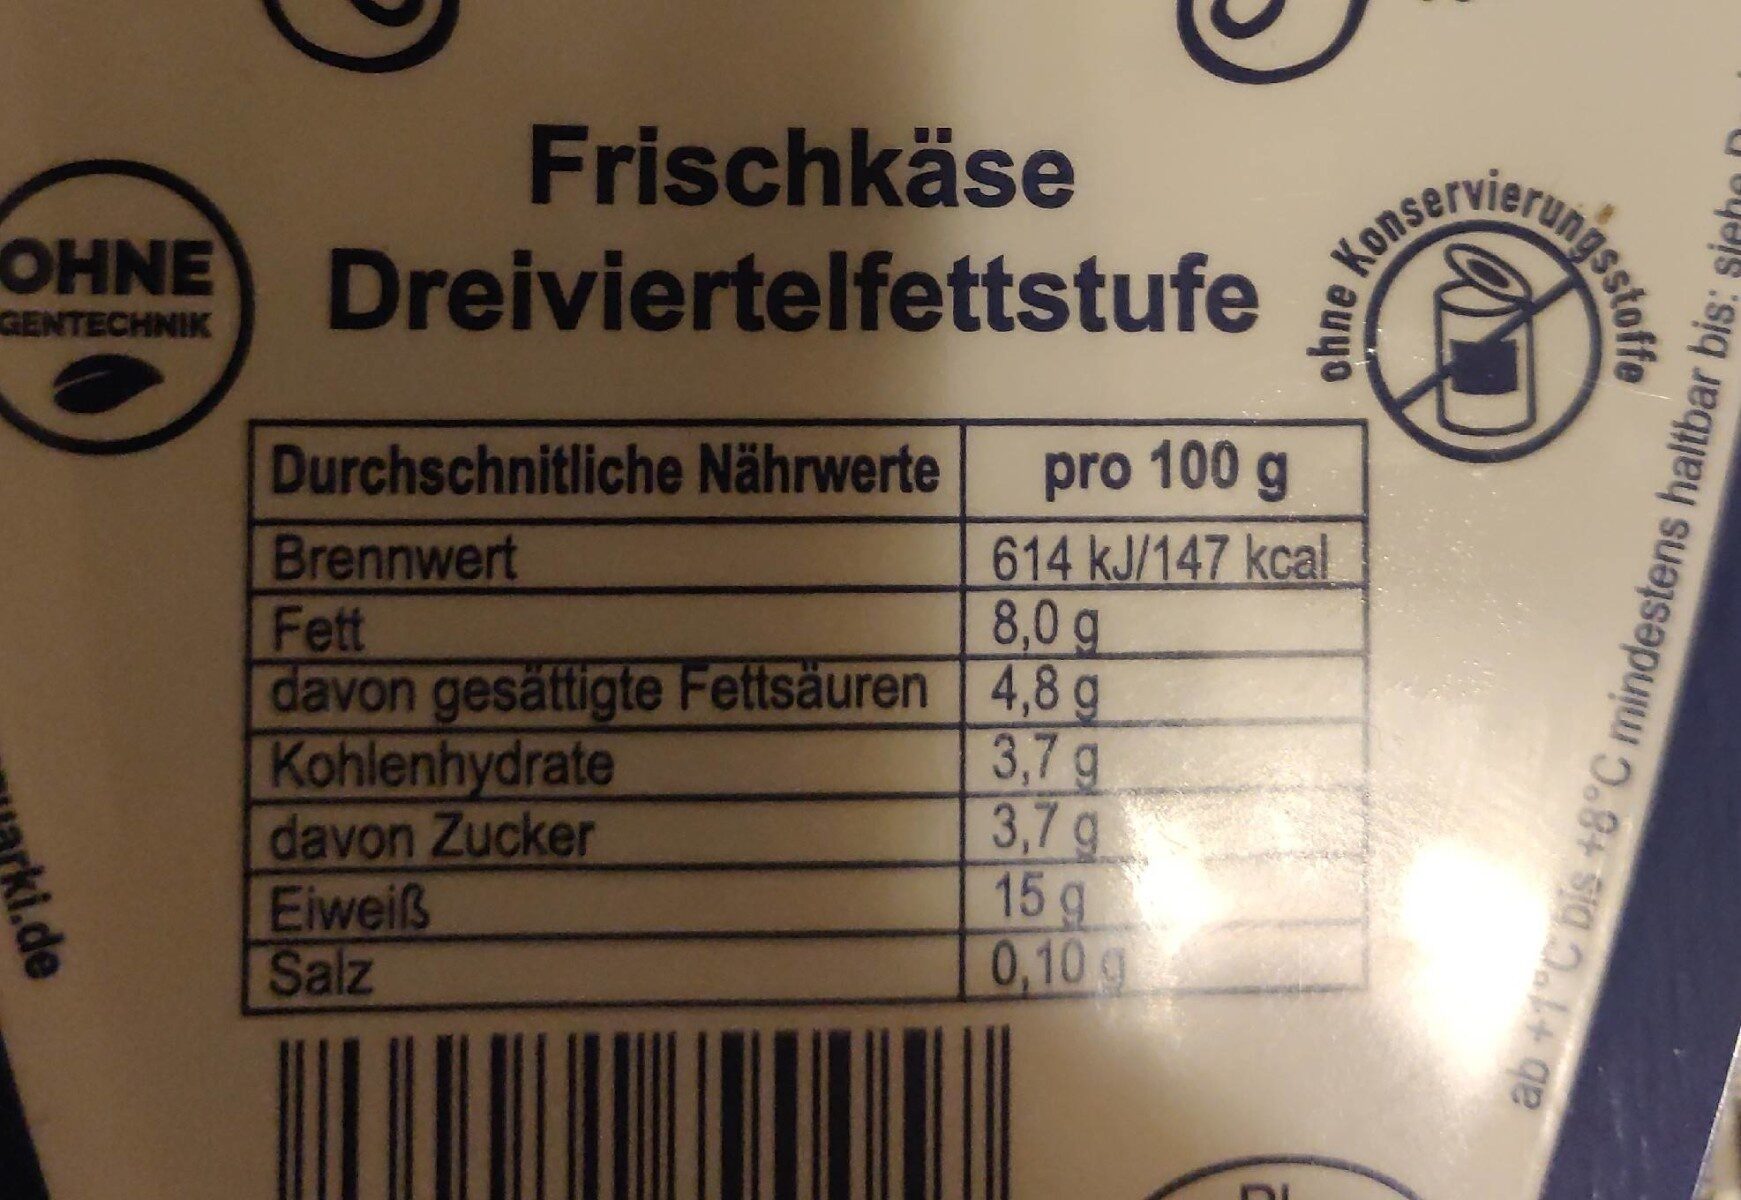 Frischkäse
Dreiviertelfettstufe
OHNE
GENTECHNIK
ohne Konservierungsstoffe
Durchschnitliche Nährwerte pro 100 g
Brennwert 614 kJ/147 kcal
Fett 8,0 g
davon gesättigte Fettsäuren 4,8 g
Kohlenhydrate 3,7 g
davon Zucker 3,7 g
Eiweiß 15 g
Salz 0,10 g
ab +1°C bis +8°C mindestens haltbar bis: siehe